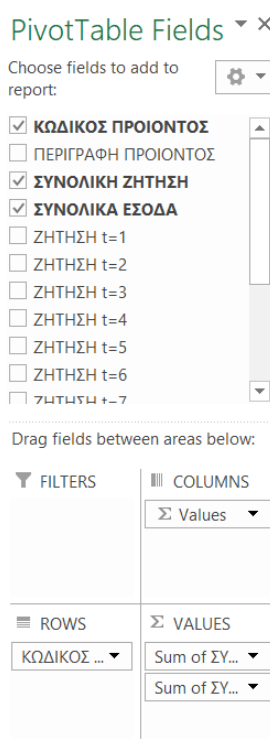 PivotTable Fields
Choose fields to add to
report:
ΚΩΔΙΚΟΣ ΠΡΟΙΟΝΤΟΣ
ΠΕΡΙΓΡΑΦΗ ΠΡΟΙΟΝΤΟΣ
ΣΥΝΟΛΙΚΗ ΖΗΤΗΣΗ
ΣΥΝΟΛΙΚΑ ΕΣΟΔΑ
ΖΗΤΗΣΗ t=1
ΖΗΤΗΣΗ t=2
ΖΗΤΗΣΗ t=3
ΖΗΤΗΣΗ t=4
ΖΗΤΗΣΗ t=5
ΖΗΤΗΣΗ t=6
ΖΗΤΗΣΗ t=7
Drag fields between areas below:
FILTERS
COLUMNS
Σ Values
ROWS
ΚΩΔΙΚΟΣ ...
Σ VALUES
Sum of ΣΥ...
Sum of ΣΥ...